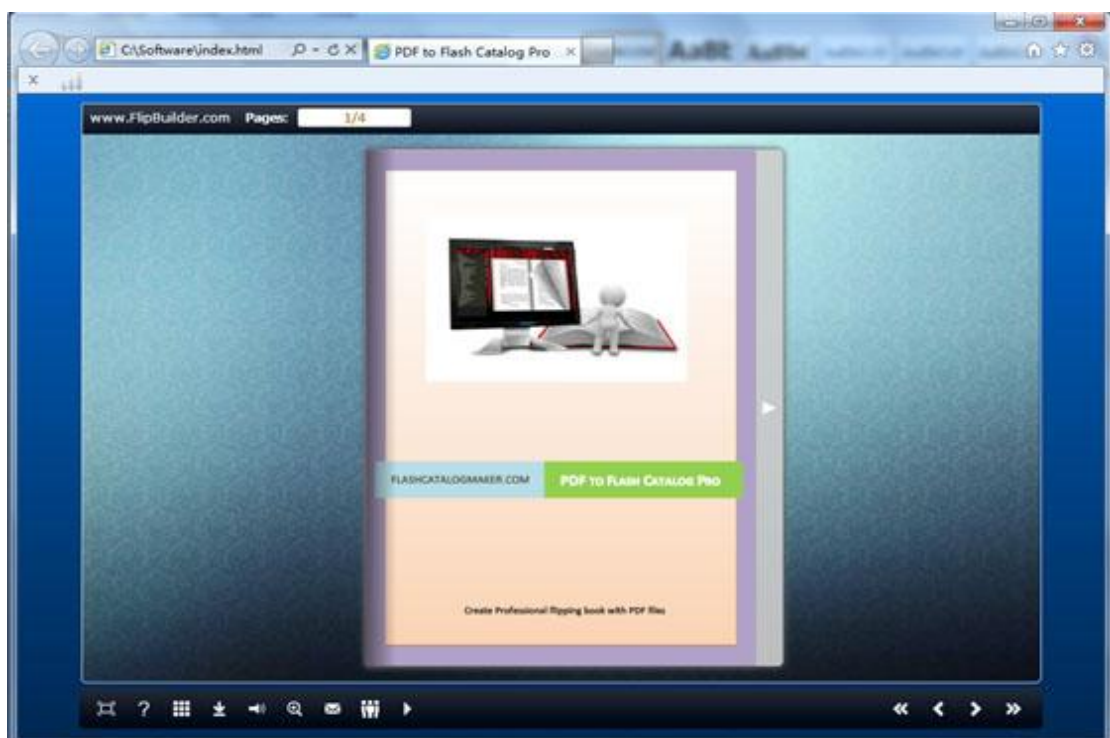 C:\Software\index.html
PDF to Flash Catalog Pro
www.FlipBuilder.com Pages: 1/4
FLASHCATALOGMAKER.COM PDF TO FLASH CATALOG PRO
Create Professional flipping book with PDF files